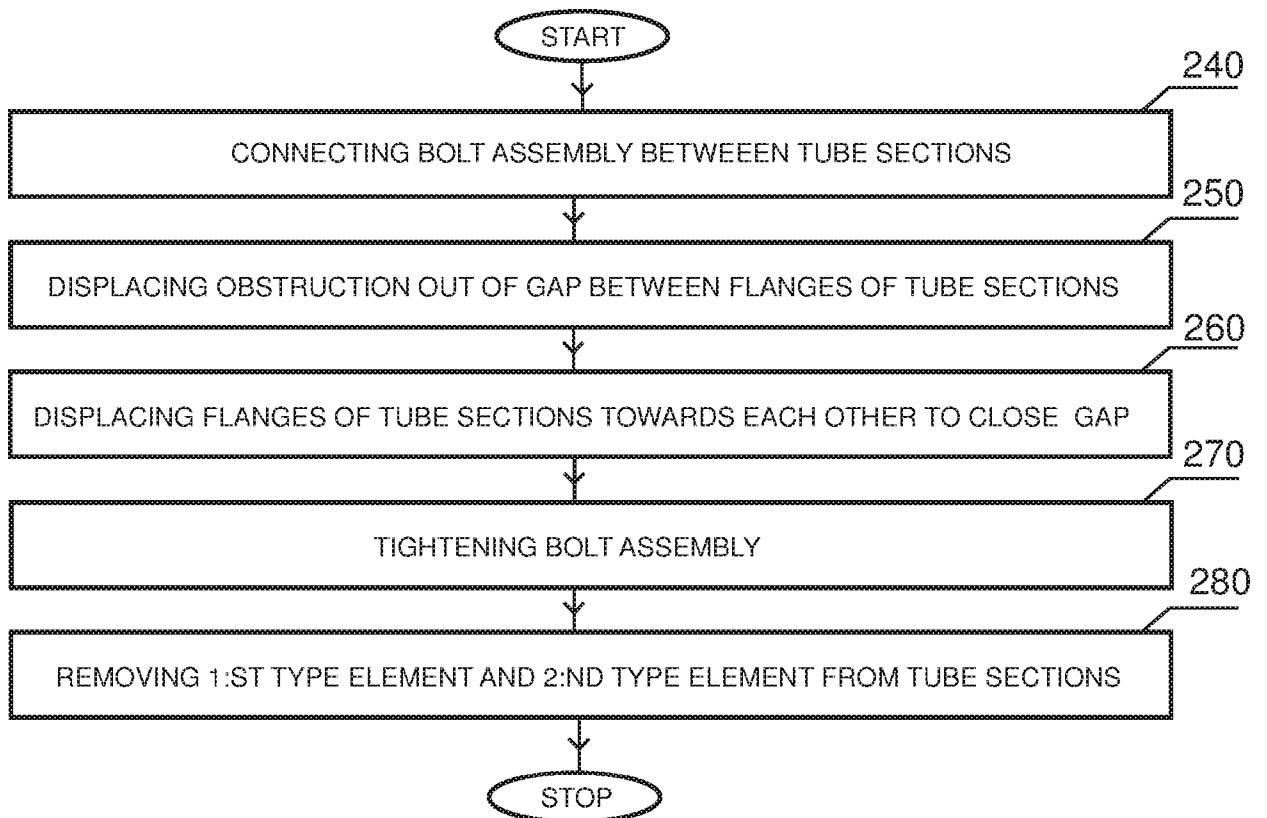 START
240
CONNECTING BOLT ASSEMBLY BETWEEEN TUBE SECTIONS
250
DISPLACING OBSTRUCTION OUT OF GAP BETWEEN FLANGES OF TUBE SECTIONS
260
DISPLACING FLANGES OF TUBE SECTIONS TOWARDS EACH OTHER TO CLOSE GAP
270
TIGHTENING BOLT ASSEMBLY
280
REMOVING 1:ST TYPE ELEMENT AND 2:ND TYPE ELEMENT FROM TUBE SECTIONS
STOP